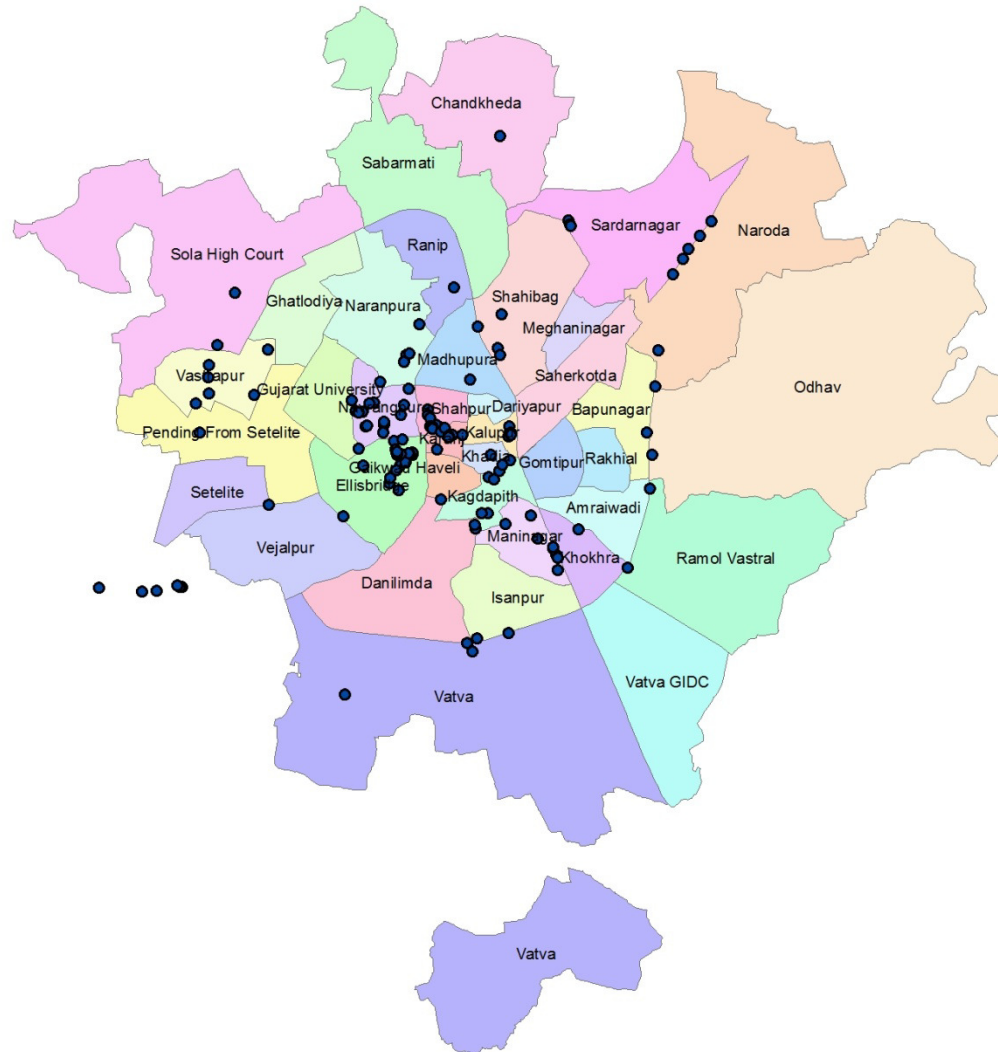 Chandkheda
Sabarmati
Sardarnagar
Naroda
Ranip
Sola High Court
Ghatlodiya
Naranpura
Shahibag
Meghaninagar
Madhupura
Saherkotda
Odhav
Gujarat University
Shahpur
Dariyapur
Bapunagar
Pending From Setelite
Kalupur
Khadia
Gaikwad Haveli
Gomtipur
Rakhial
Ellisbridge
Setelite
Kagdapith
Amraiwadi
Maninagar
Vejalpur
Khokhra
Ramol Vastral
Danilimda
Isanpur
Vatva
Vatva GIDC
Vatva